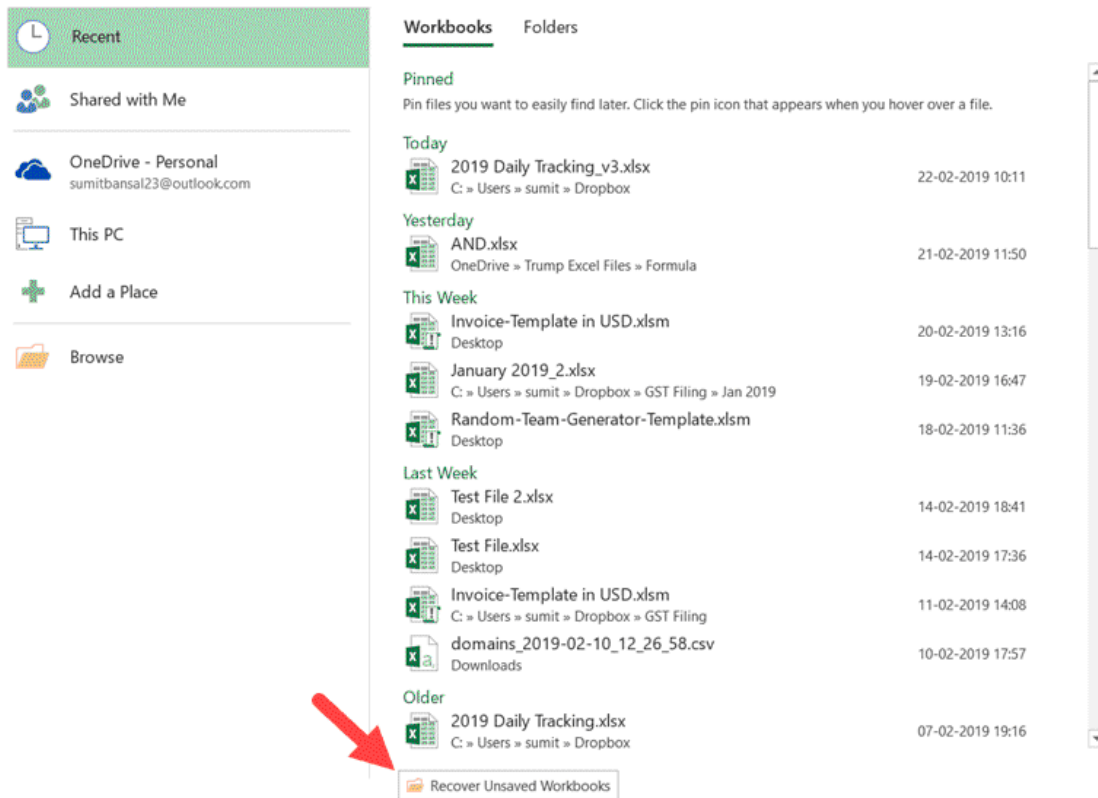 Recent
Shared with Me
OneDrive - Personal
sumitbansal23@outlook.com
This PC
Add a Place
Browse
Workbooks Folders
Pinned
Pin files you want to easily find later. Click the pin icon that appears when you hover over a file.
Today
2019 Daily Tracking_v3.xlsx
C: » Users » sumit » Dropbox
22-02-2019 10:11
Yesterday
AND.xlsx
OneDrive » Trump Excel Files » Formula
21-02-2019 11:50
This Week
Invoice-Template in USD.xlsm
Desktop
20-02-2019 13:16
January 2019_2.xlsx
C: » Users » sumit » Dropbox » GST Filing » Jan 2019
19-02-2019 16:47
Random-Team-Generator-Template.xlsm
Desktop
18-02-2019 11:36
Last Week
Test File 2.xlsx
Desktop
14-02-2019 18:41
Test File.xlsx
Desktop
14-02-2019 17:36
Invoice-Template in USD.xlsm
C: » Users » sumit » Dropbox » GST Filing
11-02-2019 14:08
domains_2019-02-10_12_26_58.csv
Downloads
10-02-2019 17:57
Older
2019 Daily Tracking.xlsx
C: » Users » sumit » Dropbox
07-02-2019 19:16
Recover Unsaved Workbooks